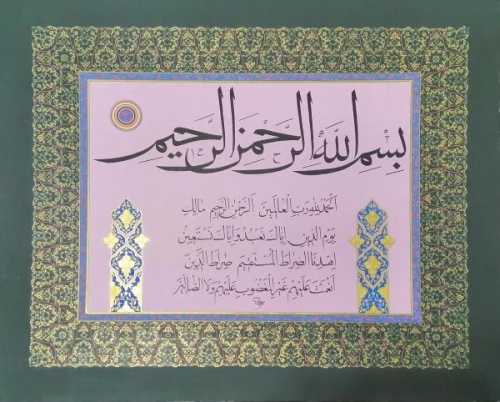 بسم الله الرحمن الرحيم
الحمد لله رب العالمين الرحمن الرحيم مالك
يوم الدين إياك نعبد وإياك نستعين
اهدنا الصراط المستقيم صراط الذين
أنعمت عليهم غير المغضوب عليهم ولا الضالين